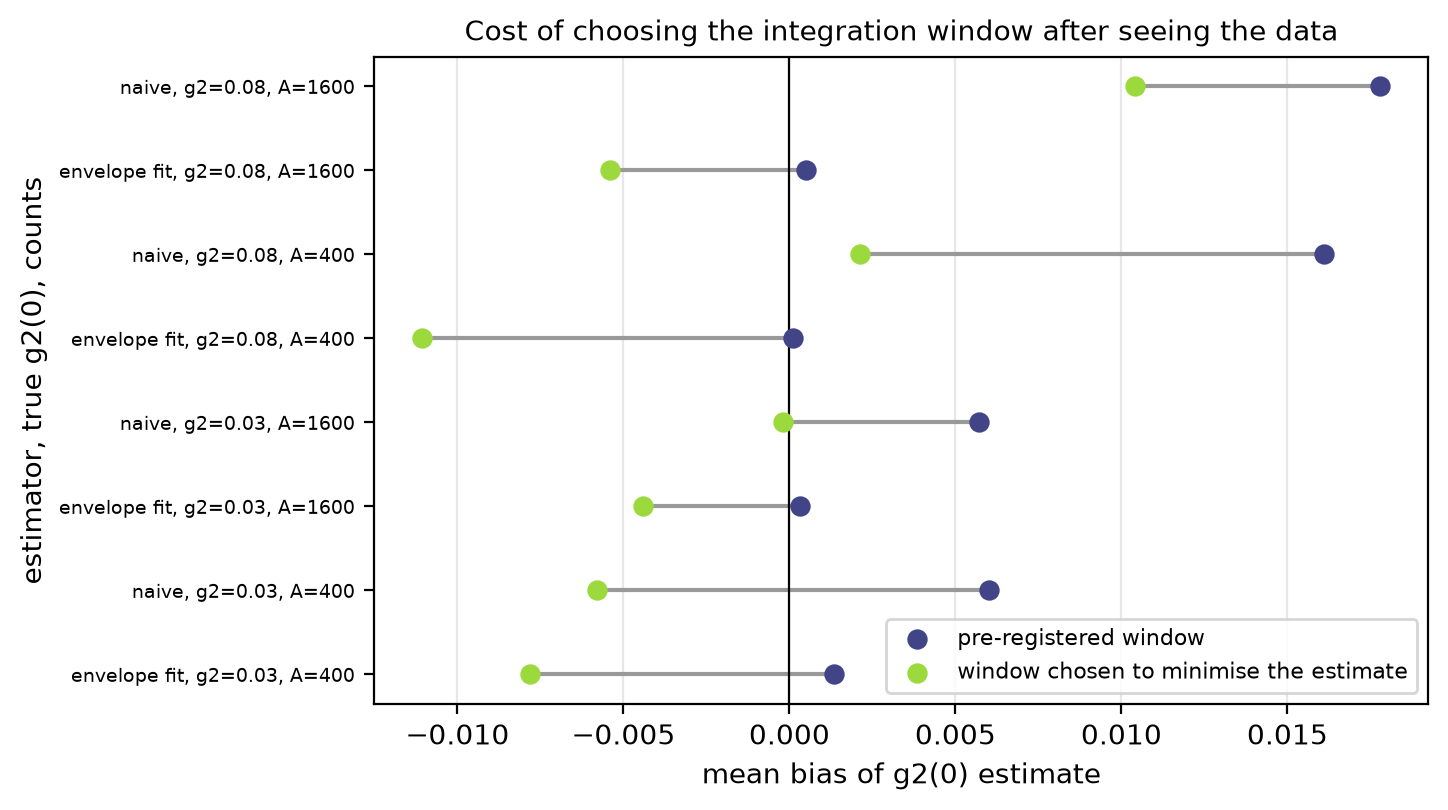 Cost of choosing the integration window after seeing the data
estimator, true g2(0), counts
naive, g2=0.08, A=1600
envelope fit, g2=0.08, A=1600
naive, g2=0.08, A=400
envelope fit, g2=0.08, A=400
naive, g2=0.03, A=1600
envelope fit, g2=0.03, A=1600
naive, g2=0.03, A=400
envelope fit, g2=0.03, A=400
pre-registered window
window chosen to minimise the estimate
−0.010 −0.005 0.000 0.005 0.010 0.015
mean bias of g2(0) estimate